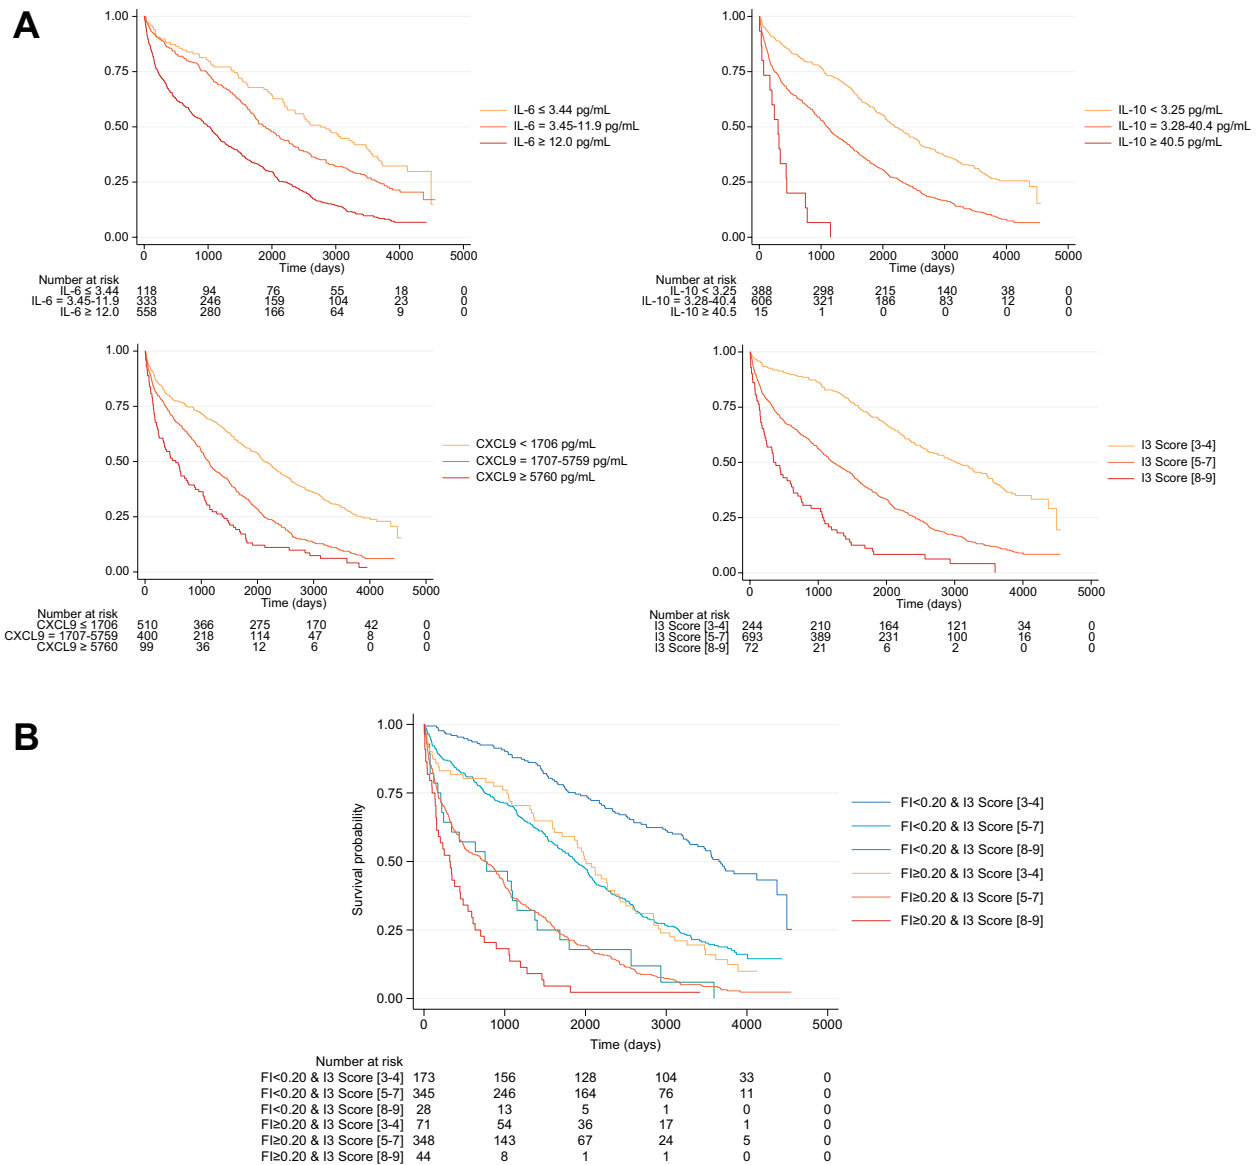 A
1.00
0.75
0.50
0.25
0.00
0 1000 2000 3000 4000 5000
Time (days)
IL-6 ≤ 3.44 pg/mL
IL-6 = 3.45-11.9 pg/mL
IL-6 ≥ 12.0 pg/mL
Number at risk
IL-6 ≤ 3.44 118 94 76 55 18 0
IL-6 = 3.45-11.9 333 246 159 104 23 0
IL-6 ≥ 12.0 558 280 166 64 9 0
1.00
0.75
0.50
0.25
0.00
0 1000 2000 3000 4000 5000
Time (days)
IL-10 < 3.25 pg/mL
IL-10 = 3.28-40.4 pg/mL
IL-10 ≥ 40.5 pg/mL
Number at risk
IL-10 < 3.25 388 298 215 140 38 0
IL-10 = 3.28-40.4 606 321 186 83 12 0
IL-10 ≥ 40.5 15 1 0 0 0 0
1.00
0.75
0.50
0.25
0.00
0 1000 2000 3000 4000 5000
Time (days)
CXCL9 < 1706 pg/mL
CXCL9 = 1707-5759 pg/mL
CXCL9 ≥ 5760 pg/mL
Number at risk
CXCL9 ≤ 1706 510 366 275 170 42 0
CXCL9 = 1707-5759 400 218 114 47 8 0
CXCL9 ≥ 5760 99 36 12 6 0 0
1.00
0.75
0.50
0.25
0.00
0 1000 2000 3000 4000 5000
Time (days)
I3 Score [3-4]
I3 Score [5-7]
I3 Score [8-9]
Number at risk
I3 Score [3-4] 244 210 164 121 34 0
I3 Score [5-7] 693 389 231 100 16 0
I3 Score [8-9] 72 21 6 2 0 0
B
Survival probability
1.00
0.75
0.50
0.25
0.00
0 1000 2000 3000 4000 5000
Time (days)
FI<0.20 & I3 Score [3-4]
FI<0.20 & I3 Score [5-7]
FI<0.20 & I3 Score [8-9]
FI≥0.20 & I3 Score [3-4]
FI≥0.20 & I3 Score [5-7]
FI≥0.20 & I3 Score [8-9]
Number at risk
FI<0.20 & I3 Score [3-4] 173 156 128 104 33 0
FI<0.20 & I3 Score [5-7] 345 246 164 76 11 0
FI<0.20 & I3 Score [8-9] 28 13 5 1 0 0
FI≥0.20 & I3 Score [3-4] 71 54 36 17 1 0
FI≥0.20 & I3 Score [5-7] 348 143 67 24 5 0
FI≥0.20 & I3 Score [8-9] 44 8 1 1 0 0